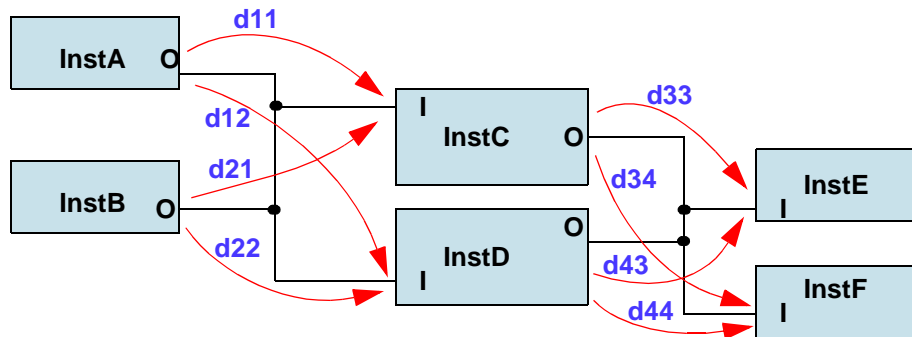 d11
InstA
O
d12
I
InstC
O
d33
d21
InstB
O
d34
InstE
I
d22
O
InstD
I
d43
InstF
I
d44